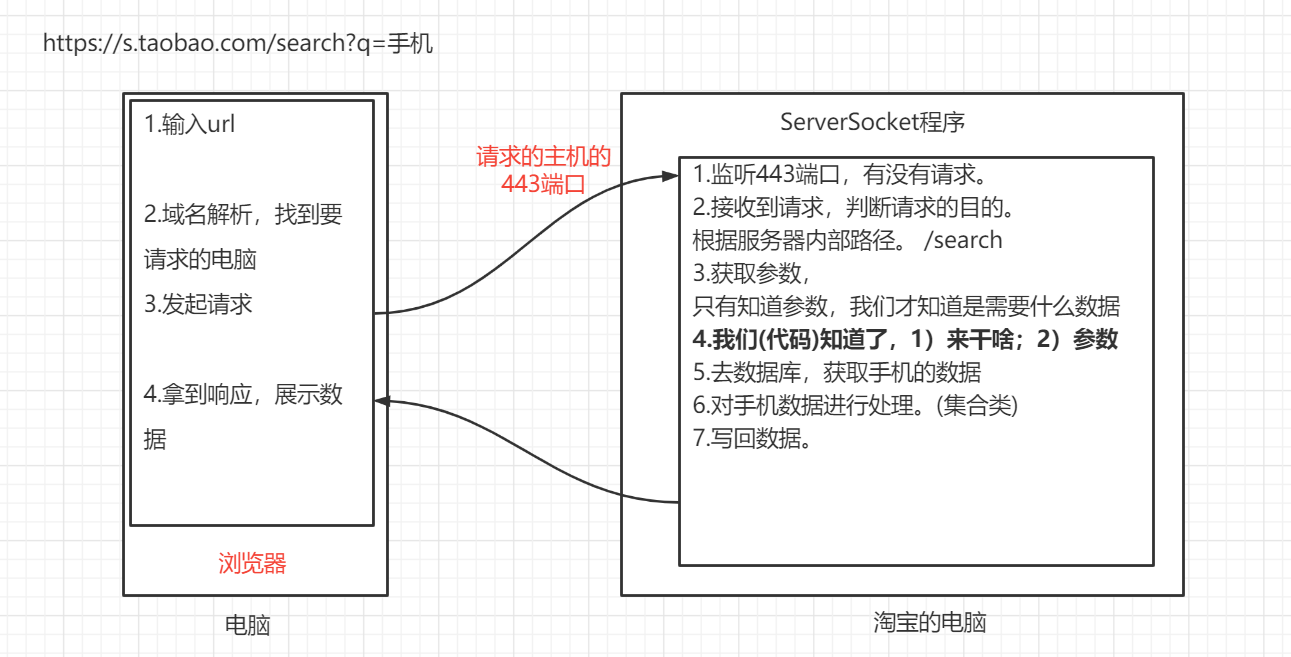 https://s.taobao.com/search?q=手机
1.输入url
2.域名解析，找到要
请求的电脑
3.发起请求
4.拿到响应，展示数
据
浏览器
电脑
请求的主机的
443端口
ServerSocket程序
1.监听443端口，有没有请求。
2.接收到请求，判断请求的目的。
根据服务器内部路径。 /search
3.获取参数，
只有知道参数，我们才知道是需要什么数据
4.我们(代码)知道了，1）来干啥；2）参数
5.去数据库，获取手机的数据
6.对手机数据进行处理。(集合类)
7.写回数据。
淘宝的电脑